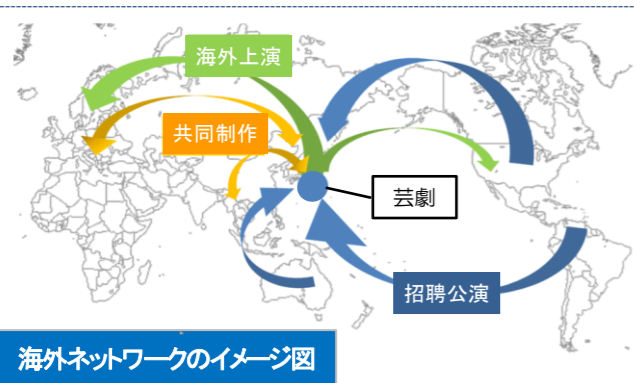 海外上演
共同制作
芸劇
招聘公演
海外ネットワークのイメージ図